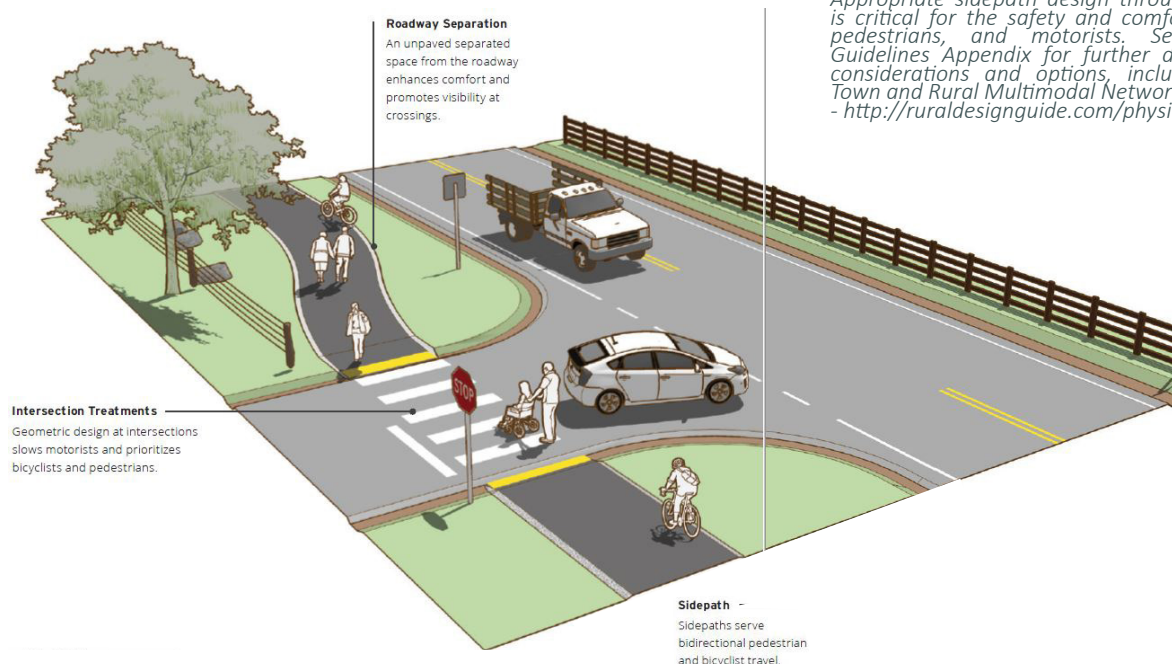 Roadway Separation
An unpaved separated
space from the roadway
enhances comfort and
promotes visibility at
crossings.
Appropriate sidepath design
is critical for the safety and
pedestrians, and motorists.
Guidelines Appendix for further
considerations and options,
Town and Rural Multimodal
- http://ruraldesignguide.com/physi
STOP
Intersection Treatments
Geometric design at intersections
slows motorists and prioritizes
bicyclists and pedestrians.
Sidepath
Sidepaths serve
bidirectional pedestrian
and bicyclist travel.